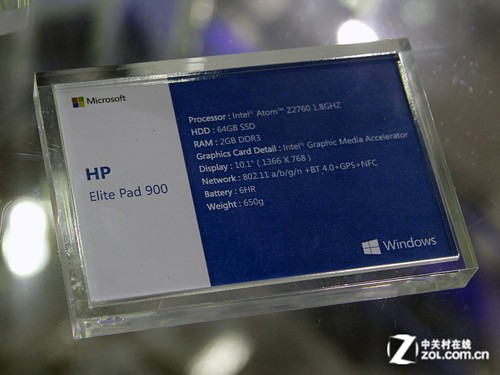 Microsoft
HP
Elite Pad 900
Processor : Intel® Atom™ Z2760 1.8GHZ
HDD : 64GB SSD
RAM : 2GB DDR3
Graphics Card Detail : Intel® Graphic Media Accelerator
Display : 10.1" ( 1366 X 768 )
Network : 802.11 a/b/g/n +BT 4.0+GPS+NFC
Battery : 6HR
Weight : 650g
Windows
中关村在线
ZOL.COM.CN